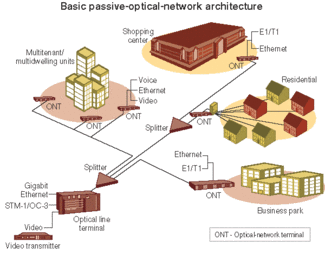 Basic passive-optical-network architecture
Shopping
center
E1/T1
Ethernet
ONT
Multitenant/
multidwelling units
Voice
Ethernet
Video
ONT
ONT
ONT
Residential
ONT
Splitter
Splitter
Ethernet
E1/T1
ONT
Business park
Gigabit
Ethernet
STM-1/OC-3
Optical line
terminal
Video
Video transmitter
ONT - Optical-network terminal